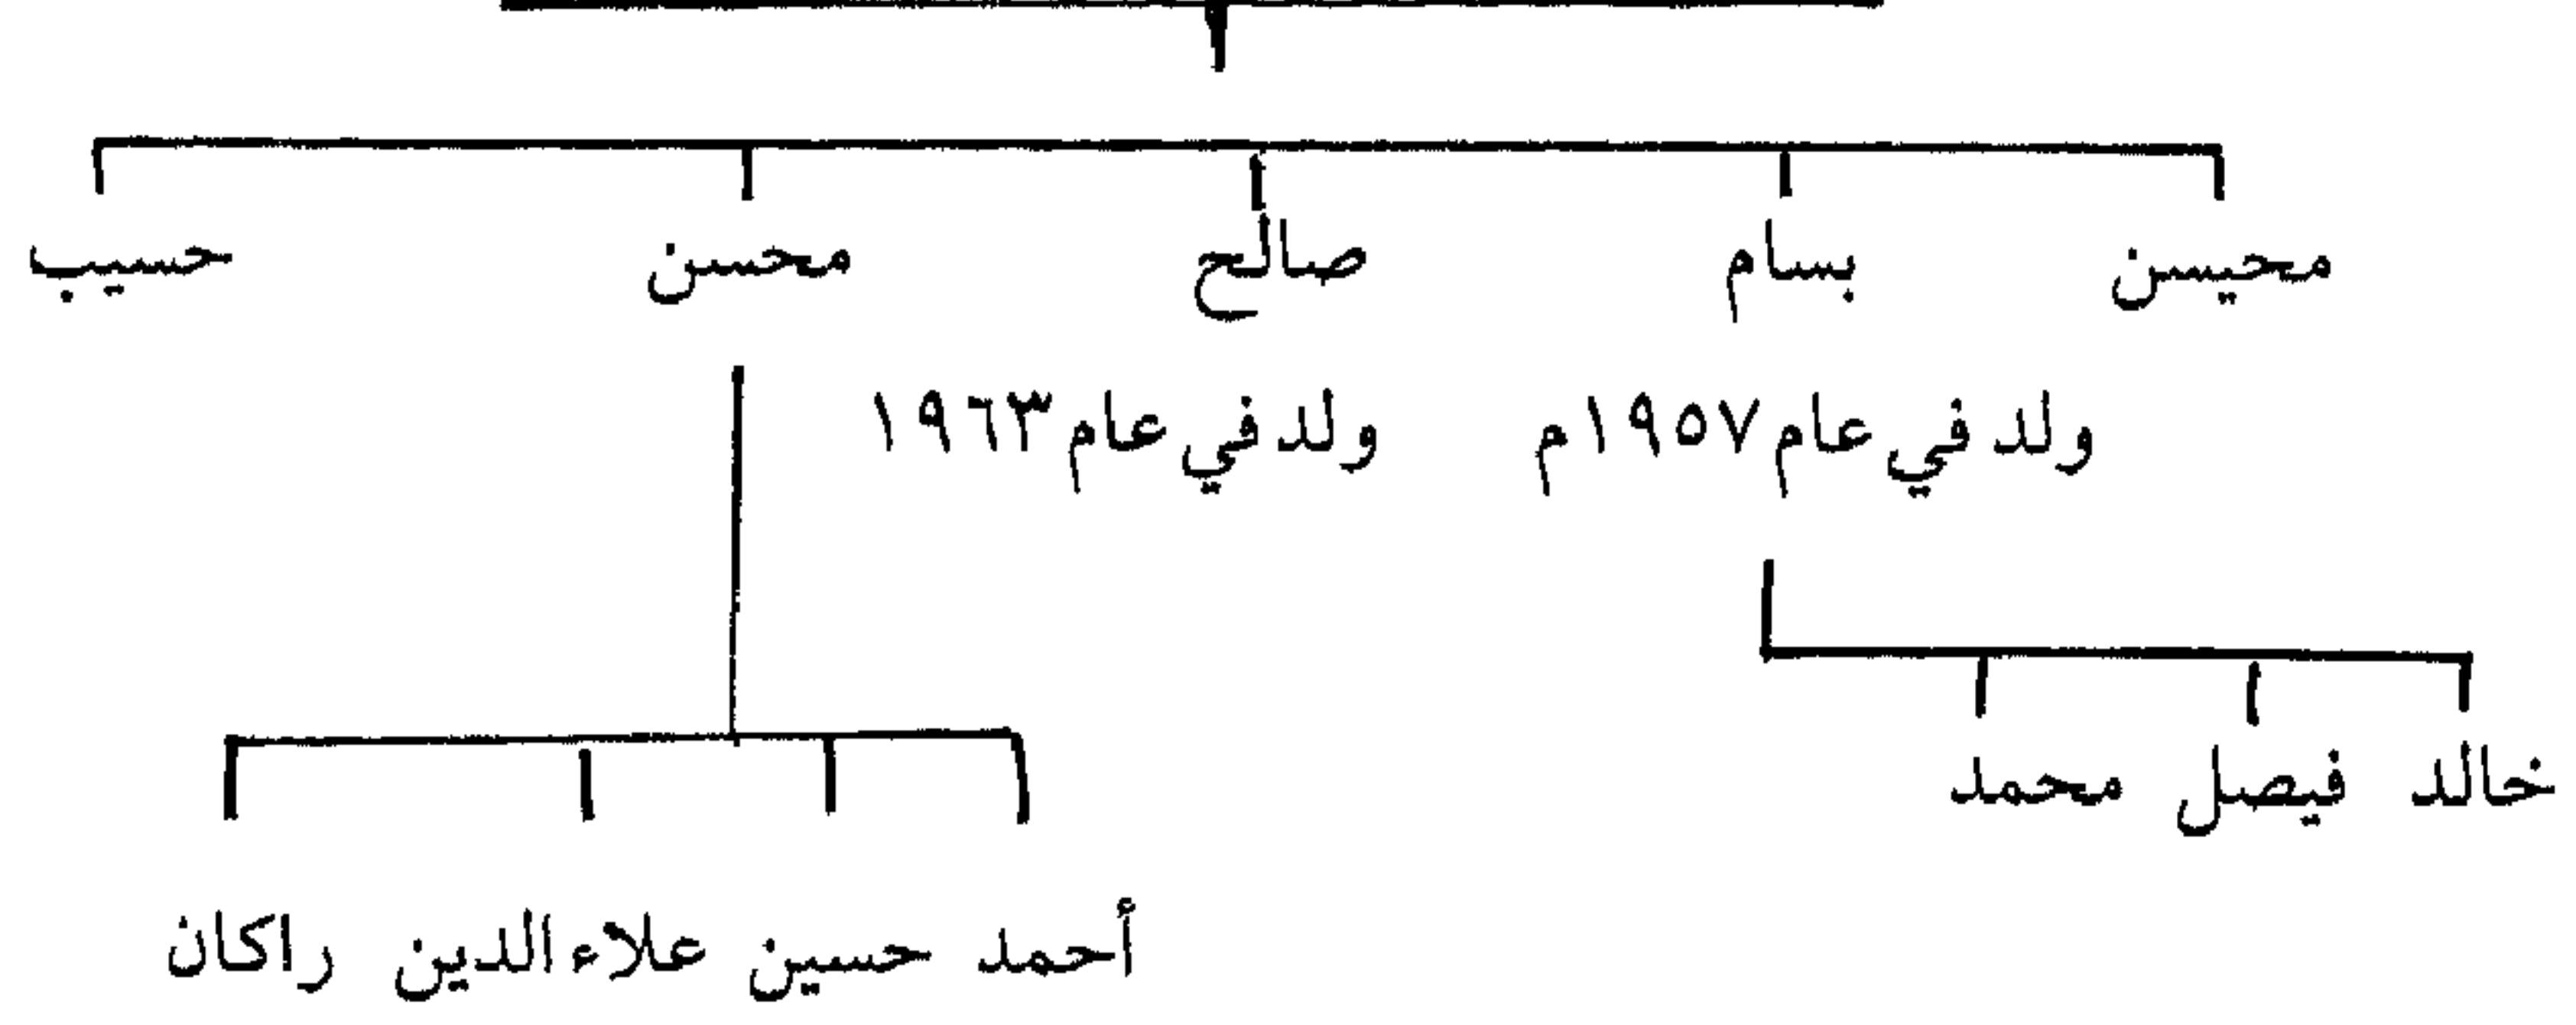 محيسن بسام صالح محسن حسيب
ولد في عام ١٩٥٧م ولد في عام ١٩٦٣
خالد فيصل محمد
أحمد حسين علاء الدين راكان